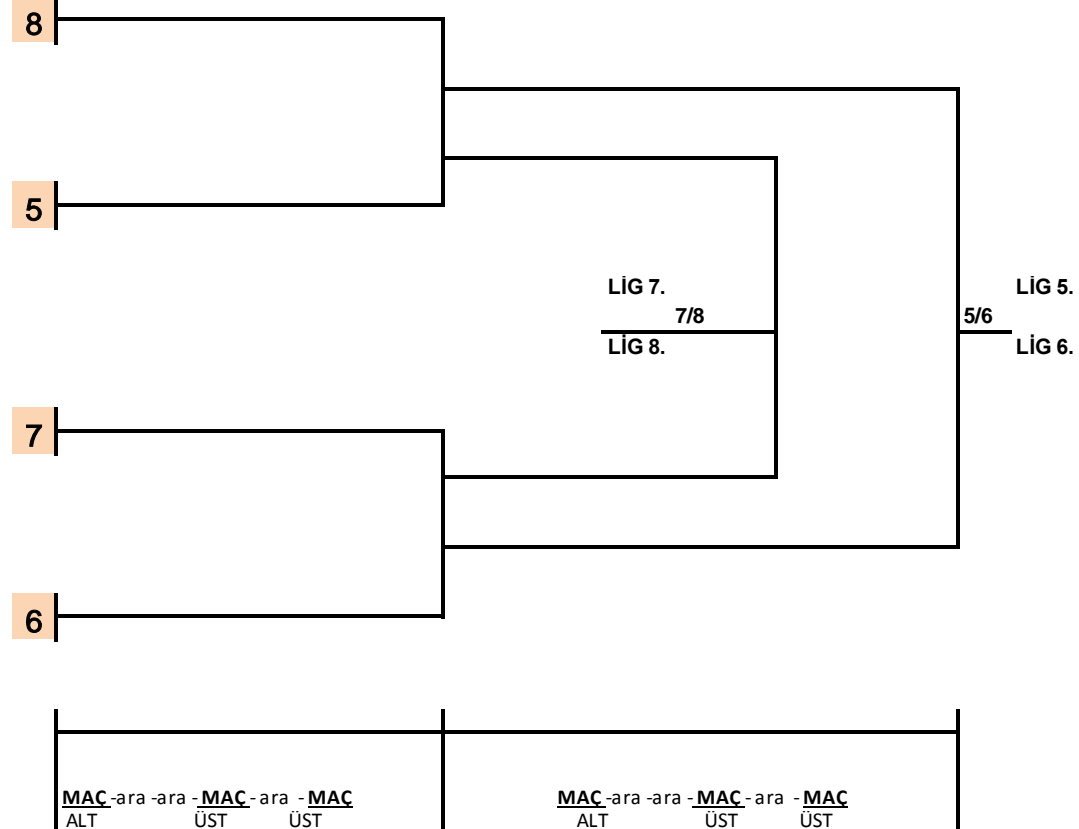 8
5
LİG 7.
7/8
LİG 8.
LİG 5.
5/6
LİG 6.
7
6
MAÇ -ara -ara - MAÇ - ara - MAÇ
ALT ÜST ÜST
MAÇ -ara -ara - MAÇ - ara - MAÇ
ALT ÜST ÜST